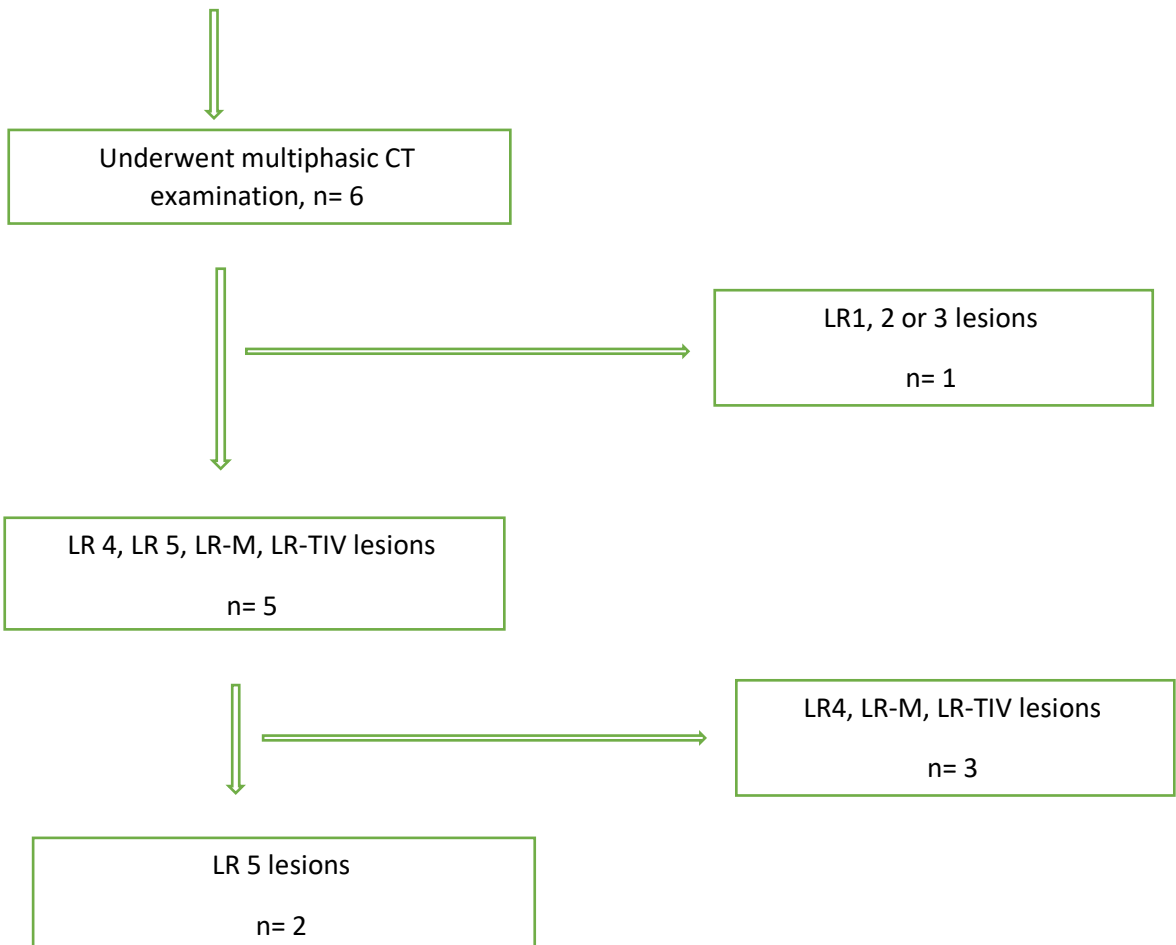 Underwent multiphasic CT
examination, n= 6
LR1, 2 or 3 lesions
n= 1
LR 4, LR 5, LR-M, LR-TIV lesions
n= 5
LR4, LR-M, LR-TIV lesions
n= 3
LR 5 lesions
n= 2